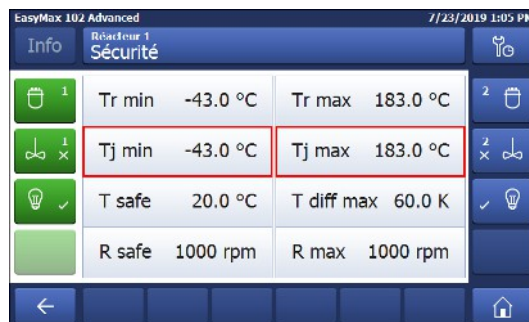 EasyMax 102 Advanced 7/23/2019 1:05 PM
Info Réacteur 1
Sécurité
1 Tr min -43.0 °C Tr max 183.0 °C 2
1 Tj min -43.0 °C Tj max 183.0 °C 2
T safe 20.0 °C T diff max 60.0 K
R safe 1000 rpm R max 1000 rpm